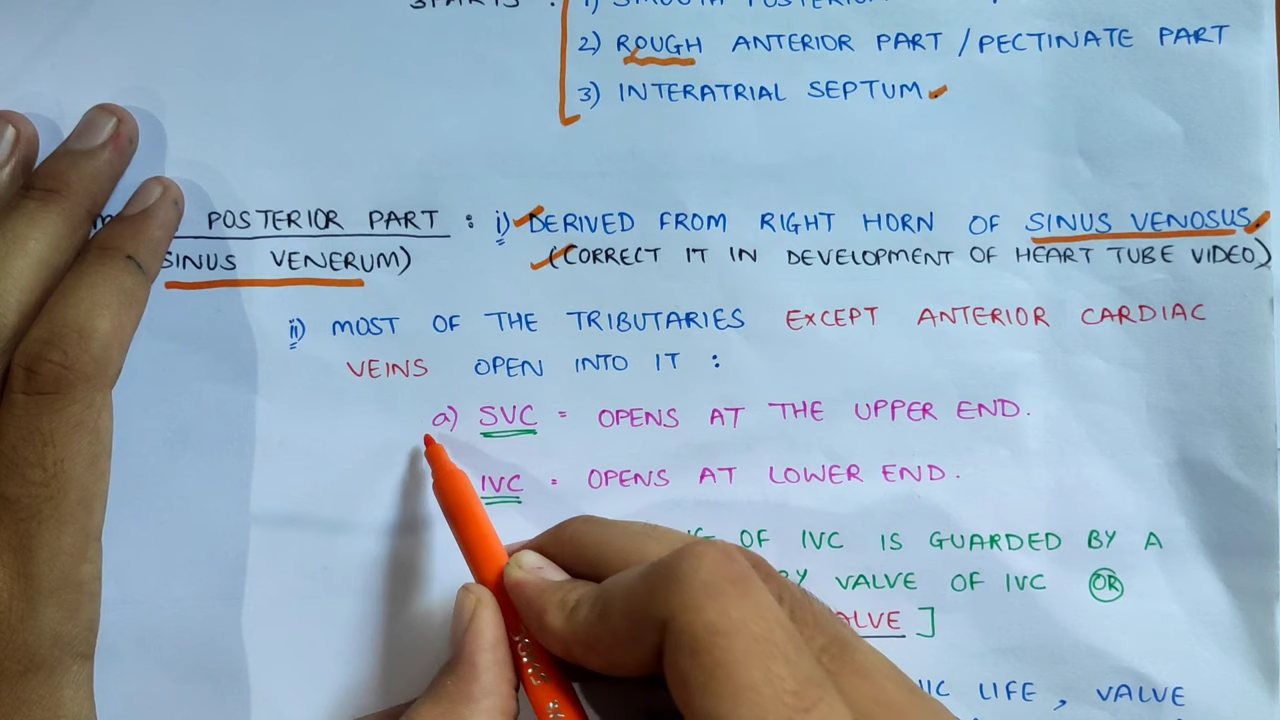 2) ROUGH ANTERIOR PART / PECTINATE PART
3) INTERATRIAL SEPTUM
POSTERIOR PART : i) DERIVED FROM RIGHT HORN OF SINUS VENOSUS.
SINUS VENERUM) (CORRECT IT IN DEVELOPMENT OF HEART TUBE VIDEO)
ii) MOST OF THE TRIBUTARIES EXCEPT ANTERIOR CARDIAC
VEINS OPEN INTO IT :
a) SVC = OPENS AT THE UPPER END.
IVC = OPENS AT LOWER END.
OF IVC IS GUARDED BY A
VALVE OF IVC OR
]
LIFE, VALVE